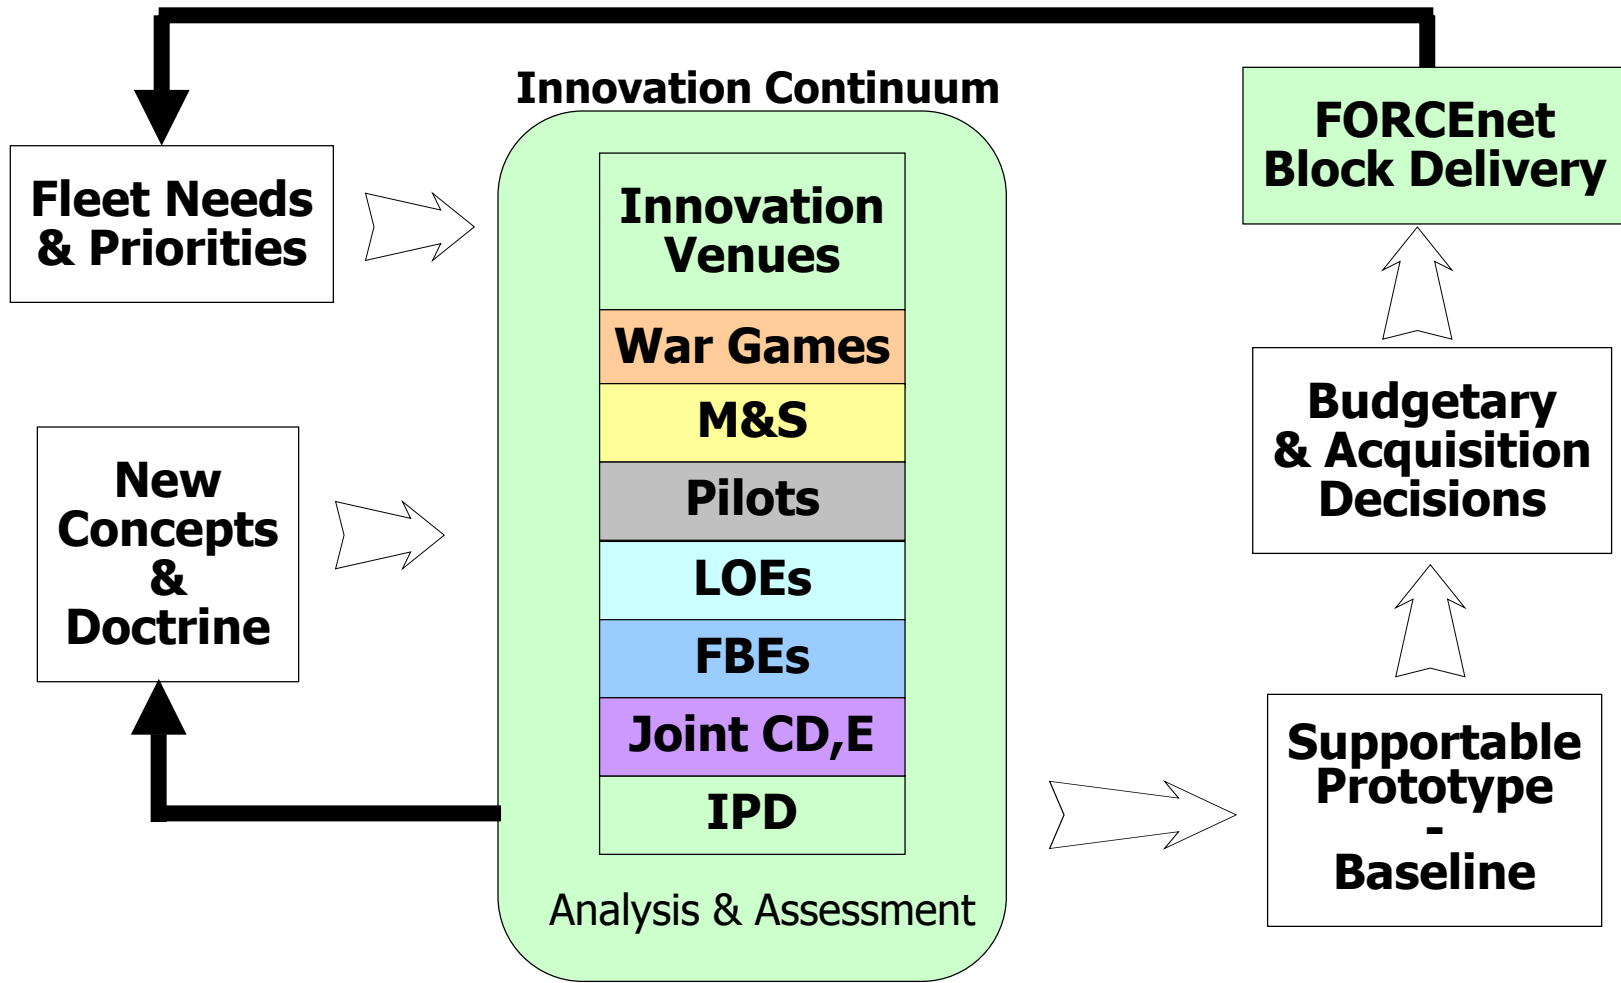 Innovation Continuum
Fleet Needs
& Priorities
New
Concepts
&
Doctrine
Innovation
Venues
War Games
M&S
Pilots
LOEs
FBEs
Joint CD,E
IPD
Analysis & Assessment
FORCEnet
Block Delivery
Budgetary
& Acquisition
Decisions
Supportable
Prototype
-
Baseline